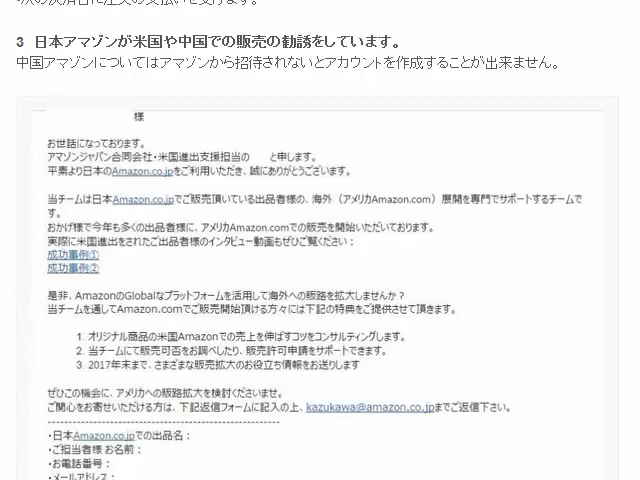 次の決済日に注文の支払いを受けます。
3 日本アマゾンが米国や中国での販売の勧誘をしています。
中国アマゾンについてはアマゾンから招待されないとアカウントを作成することが出来ません。
様
お世話になっております。
アマゾンジャパン合同会社・米国進出支援担当の と申します。
平素より日本のAmazon.co.jpをご利用いただき、誠にありがとうございます。
当チームは日本Amazon.co.jpでご販売頂いている出品者様の、海外（アメリカAmazon.com）展開を専門でサポートするチームで
す。
おかげ様で今年も多くの出品者様に、アメリカAmazon.comでの販売を開始いただいております。
実際に米国進出をされたご出品者様のインタビュー動画もぜひご覧ください：
成功事例①
成功事例②
是非、AmazonのGlobalなプラットフォームを活用して海外への販路を拡大しませんか？
当チームを通してAmazon.comでご販売開始頂ける方々には下記の特典をご提供させて頂きます。
1. オリジナル商品の米国Amazonでの売上を伸ばすコツをコンサルティングします。
2. 当チームにて販売可否をお調べしたり、販売許可申請をサポートできます。
3. 2017年末まで、さまざまな販売拡大のお役立ち情報をお送りします
ぜひこの機会に、アメリカへの販路拡大を検討くださいませ。
ご関心をお寄せいただける方は、下記返信フォームに記入の上、kazukawa@amazon.co.jpまでご返信下さい。
--------------------------------------------------------
・日本Amazon.co.jpでの出品名：
・ご担当者様 お名前：
・お電話番号：
・メールアドレス：